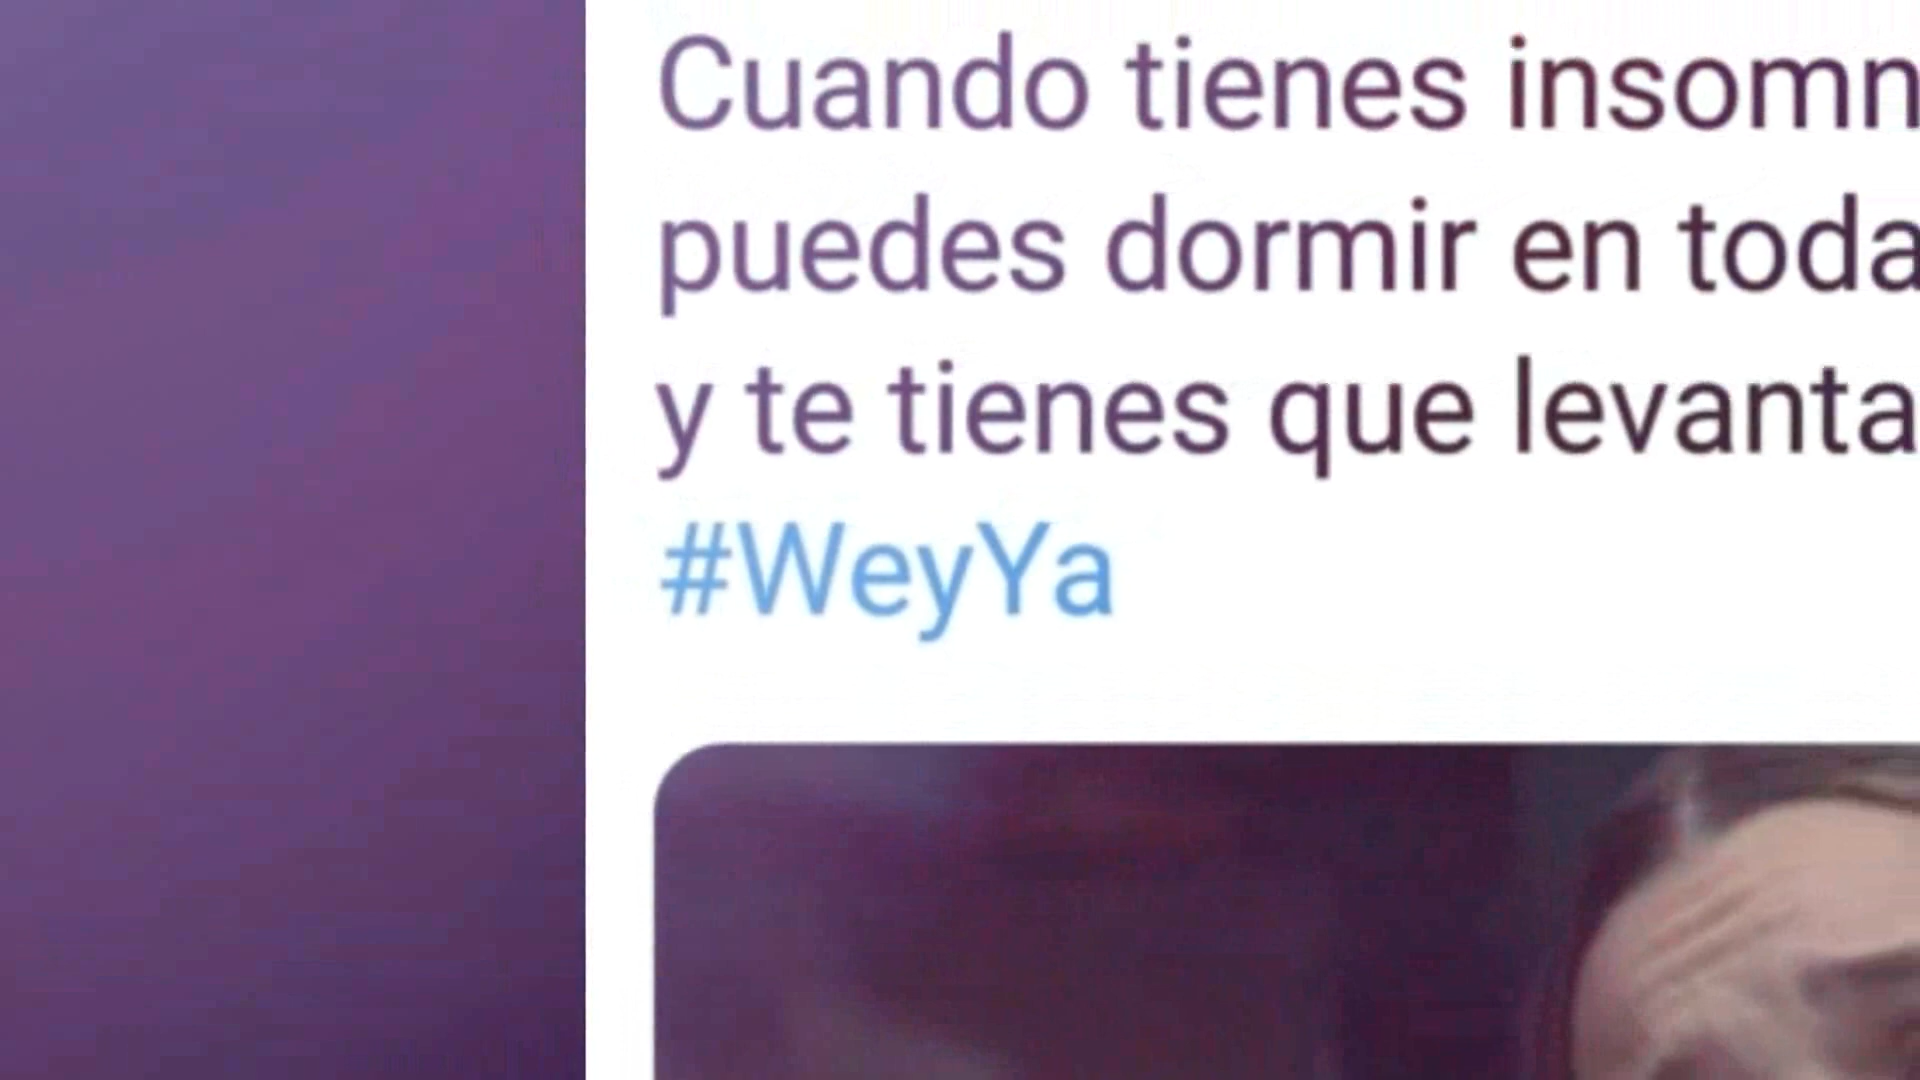 Cuando tienes insomn
puedes dormir en toda
y te tienes que levanta
#WeyYa